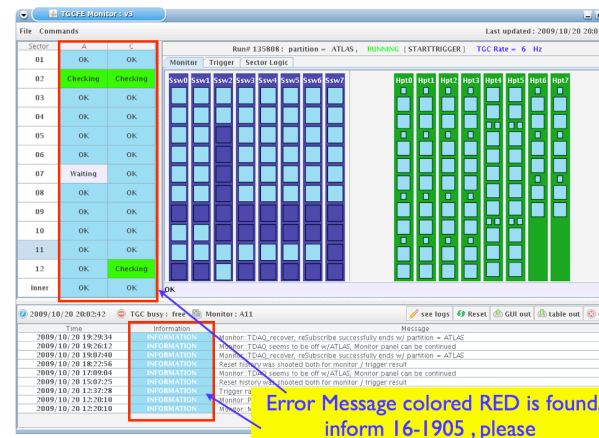 TGCFE Monitor : v3
File Commands
Last updated : 2009/10/20 20:0
Sector A C
Run# 135808 : partition = ATLAS , RUNNING [ STARTTRIGGER ] TGC Rate = 6 Hz
Monitor Trigger Sector Logic
01 OK OK
Ssw0 Ssw1 Ssw2 Ssw3 Ssw4 Ssw5 Ssw6 Ssw7 Hpt0 Hpt1 Hpt2 Hpt3 Hpt4 Hpt5 Hpt6 Hpt7
02 Checking Checking
03 OK OK
04 OK OK
05 OK OK
06 OK OK
07 Waiting OK
08 OK OK
09 OK OK
10 OK OK
11 OK OK
12 OK Checking
Inner OK OK
OK
2009/10/20 20:02:42 TGC busy : free Monitor : A11 see logs Reset GUI out table out
Time Information Message
2009/10/20 19:29:34 INFORMATION Monitor: TDAQ_recover, reSubscribe successfully ends w/ partition = ATLAS
2009/10/20 19:26:12 INFORMATION Monitor: TDAQ seems to be off w/ATLAS, Monitor panel can be continued
2009/10/20 19:07:40 INFORMATION Monitor: TDAQ_recover, reSubscribe successfully ends w/ partition = ATLAS
2009/10/20 18:22:56 INFORMATION Reset history was shooted both for monitor / trigger result
2009/10/20 17:09:04 INFORMATION Monitor: TDAQ seems to be off w/ATLAS, Monitor panel can be continued
2009/10/20 15:07:25 INFORMATION Reset history was shooted both for monitor / trigger result
2009/10/20 12:37:28 INFORMATION Trigger ra
2009/10/20 12:20:10 INFORMATION Monitor: P
2009/10/20 12:20:10 INFORMATION Monitor: M
Error Message colored RED is found,
inform 16-1905 , please